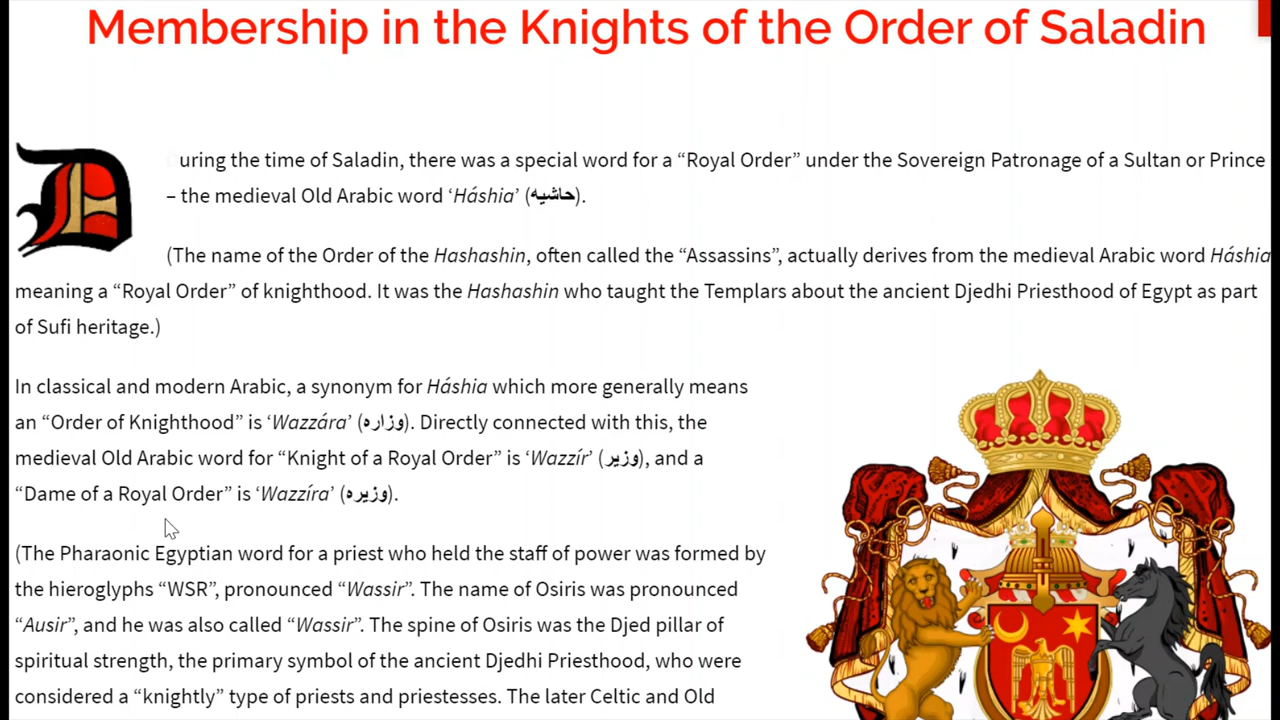 Membership in the Knights of the Order of Saladin
During the time of Saladin, there was a special word for a “Royal Order” under the Sovereign Patronage of a Sultan or Prince
– the medieval Old Arabic word ‘Háshia’ (حاشيه).
(The name of the Order of the Hashashin, often called the “Assassins”, actually derives from the medieval Arabic word Háshia
meaning a “Royal Order” of knighthood. It was the Hashashin who taught the Templars about the ancient Djedhi Priesthood of Egypt as part
of Sufi heritage.)
In classical and modern Arabic, a synonym for Háshia which more generally means
an “Order of Knighthood” is ‘Wazzára’ (وزاره). Directly connected with this, the
medieval Old Arabic word for “Knight of a Royal Order” is ‘Wazzír’ (وزير), and a
“Dame of a Royal Order” is ‘Wazzíra’ (وزيره).
(The Pharaonic Egyptian word for a priest who held the staff of power was formed by
the hieroglyphs “WSR”, pronounced “Wassir”. The name of Osiris was pronounced
“Ausir”, and he was also called “Wassir”. The spine of Osiris was the Djed pillar of
spiritual strength, the primary symbol of the ancient Djedhi Priesthood, who were
considered a “knightly” type of priests and priestesses. The later Celtic and Old